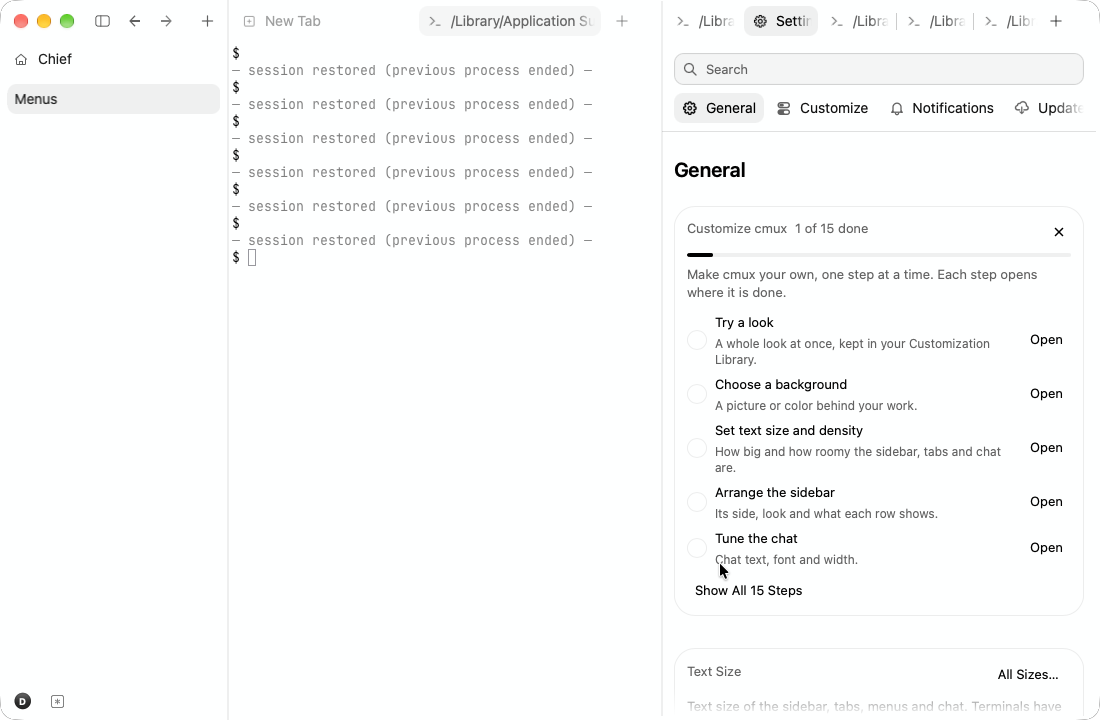 New Tab
/Library/Application Su
/Libra
Settin
/Libra
/Libra
/Libr
Chief
Menus
$
— session restored (previous process ended) —
$
— session restored (previous process ended) —
$
— session restored (previous process ended) —
$
— session restored (previous process ended) —
$
— session restored (previous process ended) —
$
— session restored (previous process ended) —
$
Search
General
Customize
Notifications
Update
General
Customize cmux 1 of 15 done
Make cmux your own, one step at a time. Each step opens
where it is done.
Try a look
A whole look at once, kept in your Customization
Library.
Open
Choose a background
A picture or color behind your work.
Open
Set text size and density
How big and how roomy the sidebar, tabs and chat
are.
Open
Arrange the sidebar
Its side, look and what each row shows.
Open
Tune the chat
Chat text, font and width.
Open
Show All 15 Steps
Text Size
All Sizes...
Text size of the sidebar, tabs, menus and chat. Terminals have
D